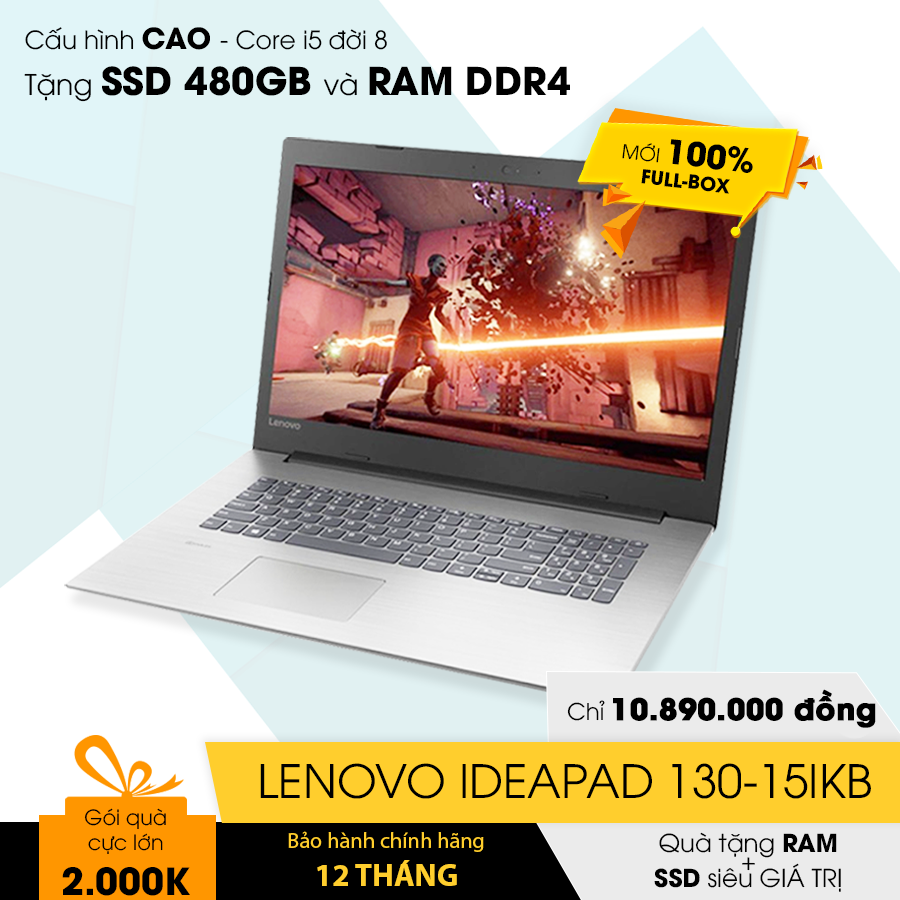 Cấu hình CAO - Core i5 đời 8
Tặng SSD 480GB và RAM DDR4
MỚI 100%
FULL-BOX
Lenovo
Chỉ 10.890.000 đồng
LENOVO IDEAPAD 130-15IKB
Gói quà
cực lớn
2.000K
Bảo hành chính hãng
12 THÁNG
Quà tặng RAM
+
SSD siêu GIÁ TRỊ